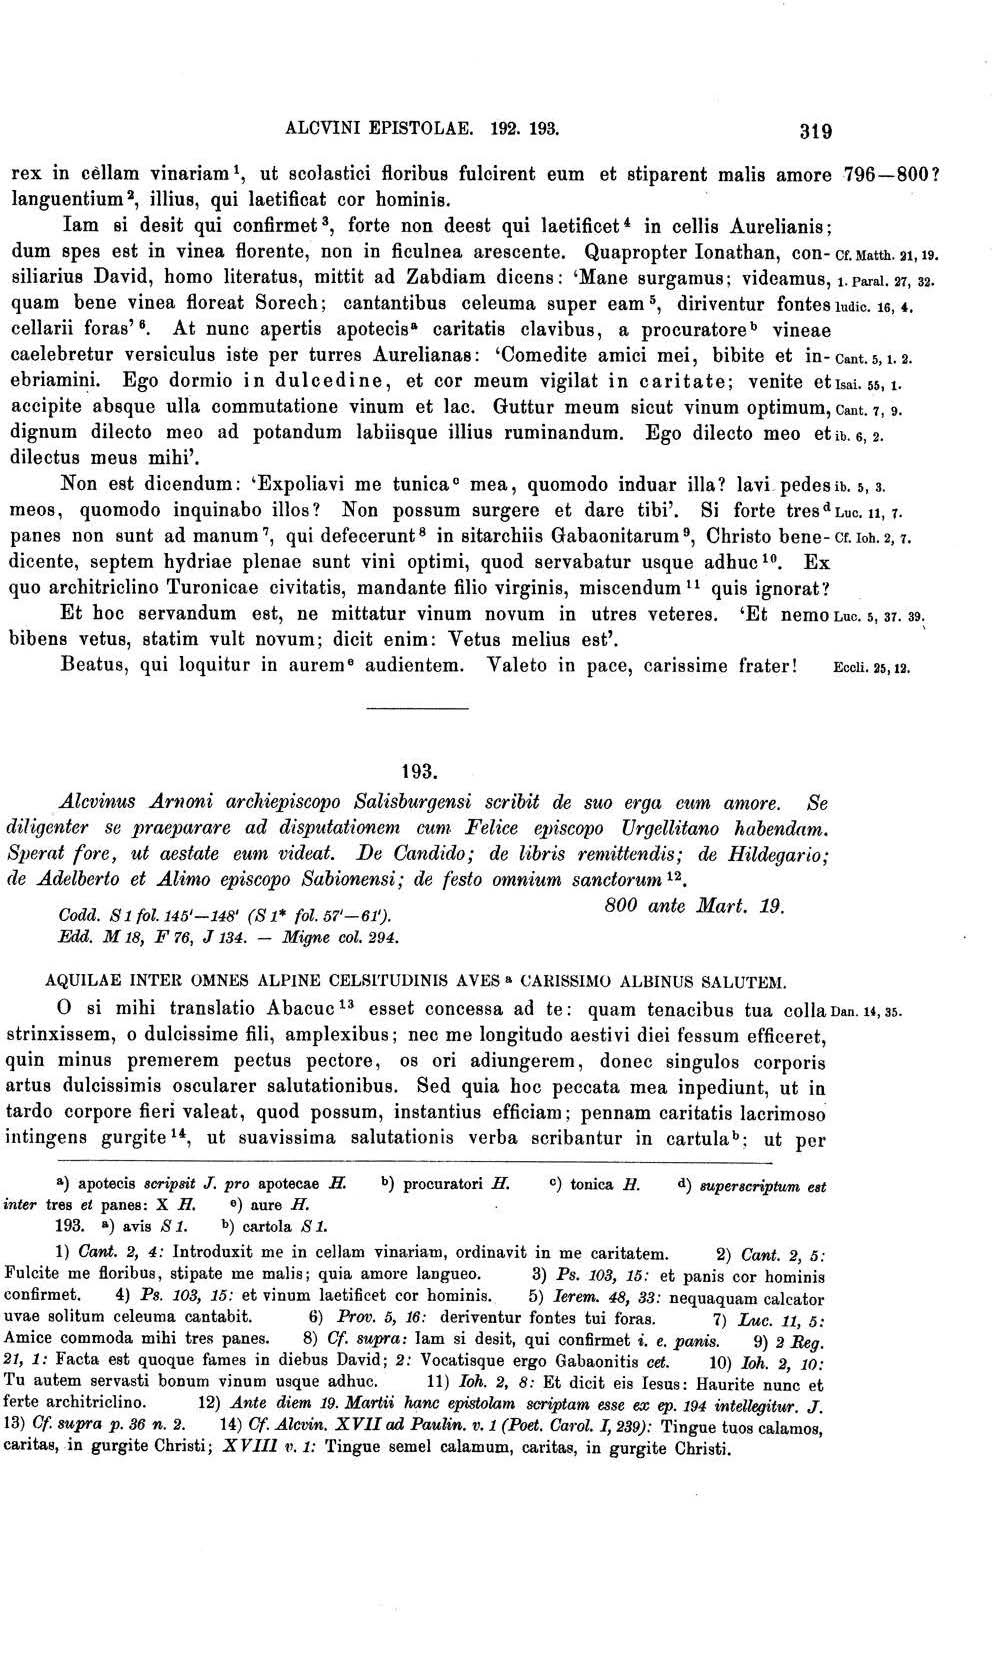 ALCVINI EPISTOLAE. 192. 193. 319
rex in cellam vinariam ¹, ut scolastici floribus fulcirent eum et stiparent malis amore 796—800?
languentium ², illius, qui laetificat cor hominis.
Iam si desit qui confirmet ³, forte non deest qui laetificet ⁴ in cellis Aurelianis;
dum spes est in vinea florente, non in ficulnea arescente. Quapropter Ionathan, con- Cf. Matth. 21, 19.
siliarius David, homo literatus, mittit ad Zabdiam dicens: ‘Mane surgamus; videamus, 1. Paral. 27, 32.
quam bene vinea floreat Sorech; cantantibus celeuma super eam ⁵, diriventur fontes Iudic. 16, 4.
cellarii foras’ ⁶. At nunc apertis apotecis ᵃ caritatis clavibus, a procuratore ᵇ vineae
caelebretur versiculus iste per turres Aurelianas: ‘Comedite amici mei, bibite et in- Cant. 5, 1. 2.
ebriamini. Ego dormio in dulcedine, et cor meum vigilat in caritate; venite et Isai. 55, 1.
accipite absque ulla commutatione vinum et lac. Guttur meum sicut vinum optimum, Cant. 7, 9.
dignum dilecto meo ad potandum labiisque illius ruminandum. Ego dilecto meo et ib. 6, 2.
dilectus meus mihi’.
Non est dicendum: ‘Expoliavi me tunica ᶜ mea, quomodo induar illa? lavi pedes ib. 5, 3.
meos, quomodo inquinabo illos? Non possum surgere et dare tibi’. Si forte tres ᵈ Luc. 11, 7.
panes non sunt ad manum ⁷, qui defecerunt ⁸ in sitarchiis Gabaonitarum ⁹, Christo bene- Cf. Ioh. 2, 7.
dicente, septem hydriae plenae sunt vini optimi, quod servabatur usque adhuc ¹⁰. Ex
quo architriclino Turonicae civitatis, mandante filio virginis, miscendum ¹¹ quis ignorat?
Et hoc servandum est, ne mittatur vinum novum in utres veteres. ‘Et nemo Luc. 5, 37. 39.
bibens vetus, statim vult novum; dicit enim: Vetus melius est’.
Beatus, qui loquitur in aurem ᵉ audientem. Valeto in pace, carissime frater! Eccli. 25, 12.
193.
Alcvinus Arnoni archiepiscopo Salisburgensi scribit de suo erga eum amore. Se
diligenter se praeparare ad disputationem cum Felice episcopo Urgellitano habendam.
Sperat fore, ut aestate eum videat. De Candido; de libris remittendis; de Hildegario;
de Adelberto et Alimo episcopo Sabionensi; de festo omnium sanctorum ¹².
800 ante Mart. 19.
Codd. S 1 fol. 145'—148' (S 1* fol. 57'—61').
Edd. M 18, F 76, J 134. — Migne col. 294.
AQUILAE INTER OMNES ALPINE CELSITUDINIS AVES ᵃ CARISSIMO ALBINUS SALUTEM.
O si mihi translatio Abacuc ¹³ esset concessa ad te: quam tenacibus tua colla Dan. 14, 35.
strinxissem, o dulcissime fili, amplexibus; nec me longitudo aestivi diei fessum efficeret,
quin minus premerem pectus pectore, os ori adiungerem, donec singulos corporis
artus dulcissimis oscularer salutationibus. Sed quia hoc peccata mea inpediunt, ut in
tardo corpore fieri valeat, quod possum, instantius efficiam; pennam caritatis lacrimoso
intingens gurgite ¹⁴, ut suavissima salutationis verba scribantur in cartula ᵇ; ut per
ᵃ) apotecis scripsit J. pro apotecae H. ᵇ) procuratori H. ᶜ) tonica H. ᵈ) superscriptum est
inter tres et panes: X H. ᵉ) aure H.
193. ᵃ) avis S 1. ᵇ) cartola S 1.
1) Cant. 2, 4: Introduxit me in cellam vinariam, ordinavit in me caritatem. 2) Cant. 2, 5:
Fulcite me floribus, stipate me malis; quia amore langueo. 3) Ps. 103, 15: et panis cor hominis
confirmet. 4) Ps. 103, 15: et vinum laetificet cor hominis. 5) Ierem. 48, 33: nequaquam calcator
uvae solitum celeuma cantabit. 6) Prov. 5, 16: deriventur fontes tui foras. 7) Luc. 11, 5:
Amice commoda mihi tres panes. 8) Cf. supra: Iam si desit, qui confirmet i. e. panis. 9) 2 Reg.
21, 1: Facta est quoque fames in diebus David; 2: Vocatisque ergo Gabaonitis cet. 10) Ioh. 2, 10:
Tu autem servasti bonum vinum usque adhuc. 11) Ioh. 2, 8: Et dicit eis Iesus: Haurite nunc et
ferte architriclino. 12) Ante diem 19. Martii hanc epistolam scriptam esse ex ep. 194 intellegitur. J.
13) Cf. supra p. 36 n. 2. 14) Cf. Alcvin. XVII ad Paulin. v. 1 (Poet. Carol. I, 239): Tingue tuos calamos,
caritas, in gurgite Christi; XVIII v. 1: Tingue semel calamum, caritas, in gurgite Christi.